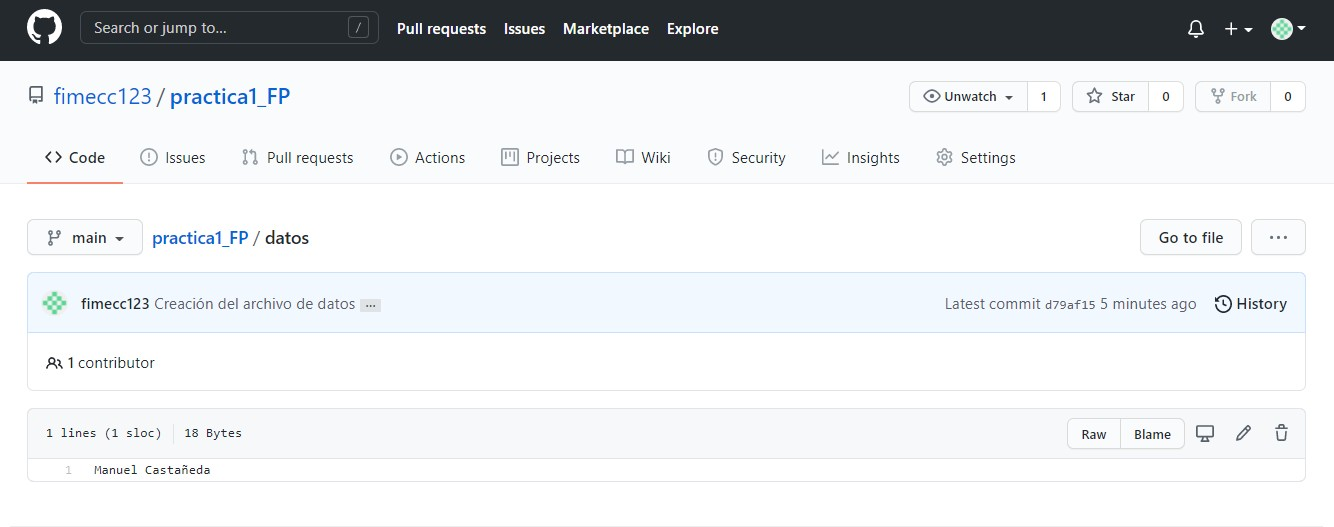 Search or jump to... / Pull requests Issues Marketplace Explore
fimecc123 / practica1_FP Unwatch 1 Star 0 Fork 0
Code Issues Pull requests Actions Projects Wiki Security Insights Settings
main practica1_FP / datos Go to file ...
fimecc123 Creación del archivo de datos ... Latest commit d79af15 5 minutes ago History
1 contributor
1 lines (1 sloc) 18 Bytes Raw Blame
1 Manuel Castañeda